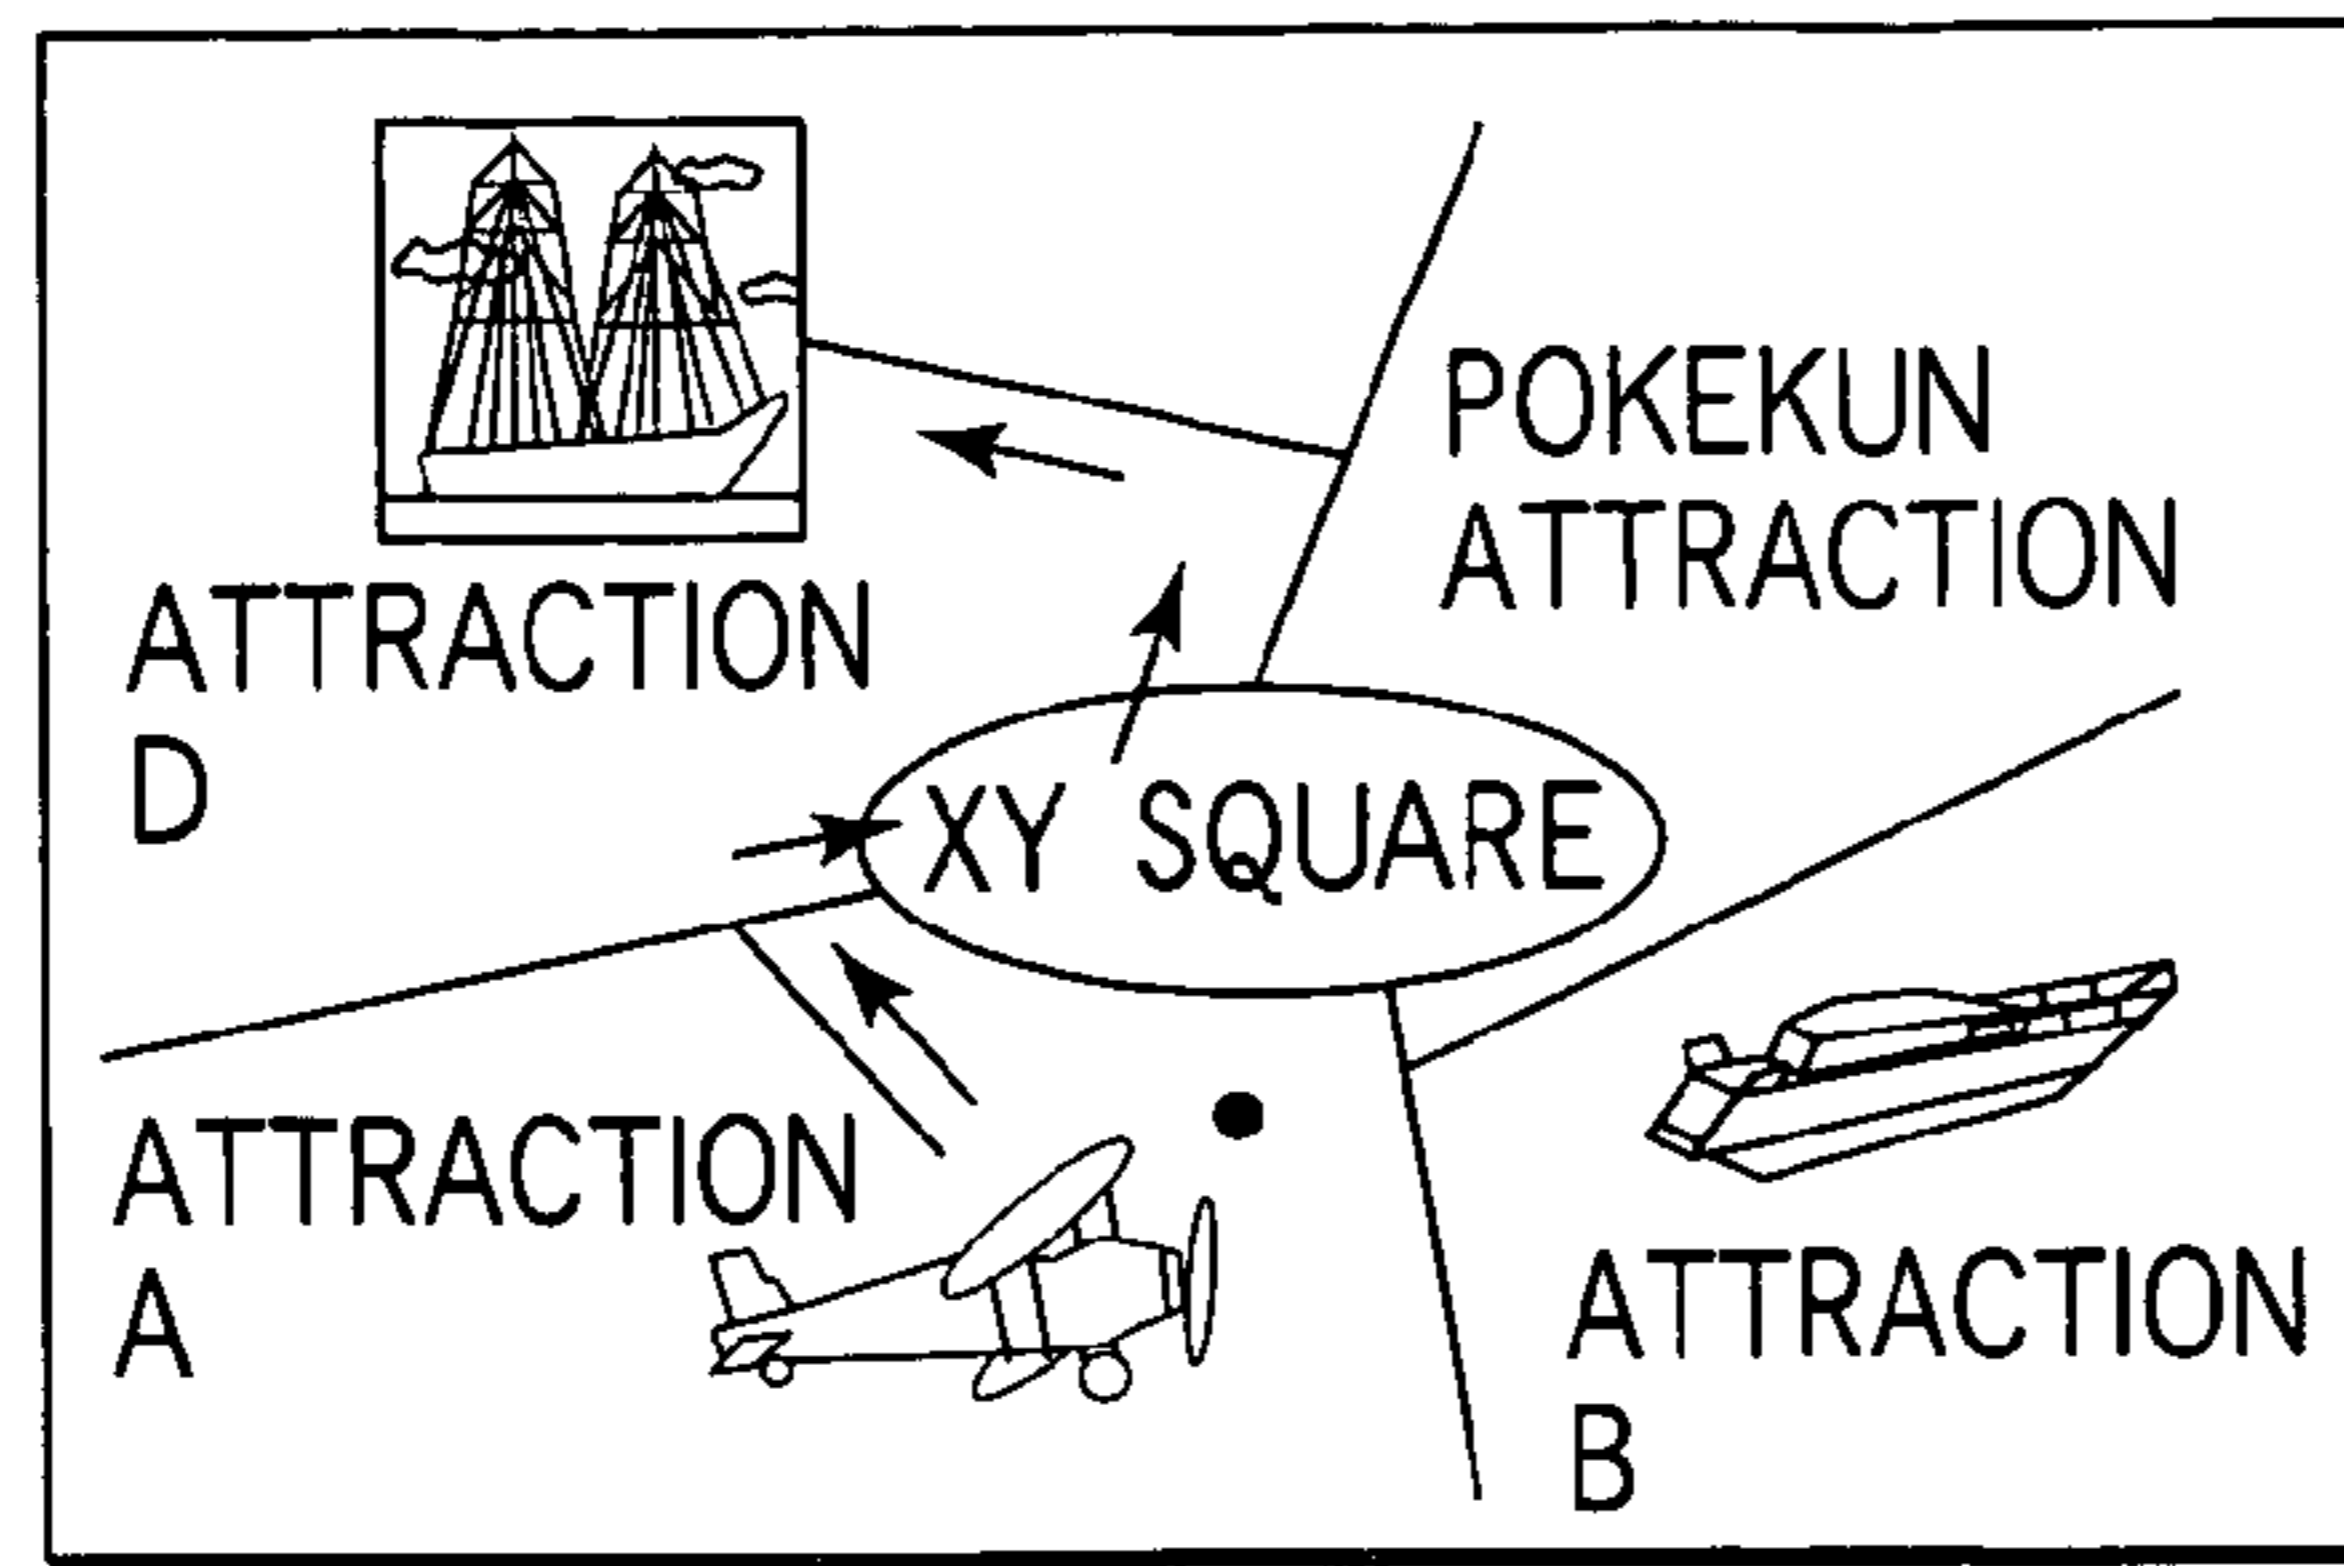 POKEKUN
ATTRACTION
ATTRACTION
D
XY SQUARE
ATTRACTION
A
ATTRACTION
B